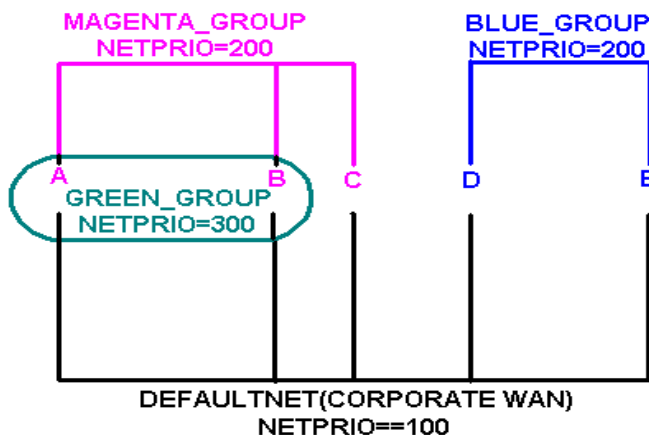 MAGENTA_GROUP
NETPRIO=200
BLUE_GROUP
NETPRIO=200
A
B
C
D
E
GREEN_GROUP
NETPRIO=300
DEFAULTNET(CORPORATE WAN)
NETPRIO==100